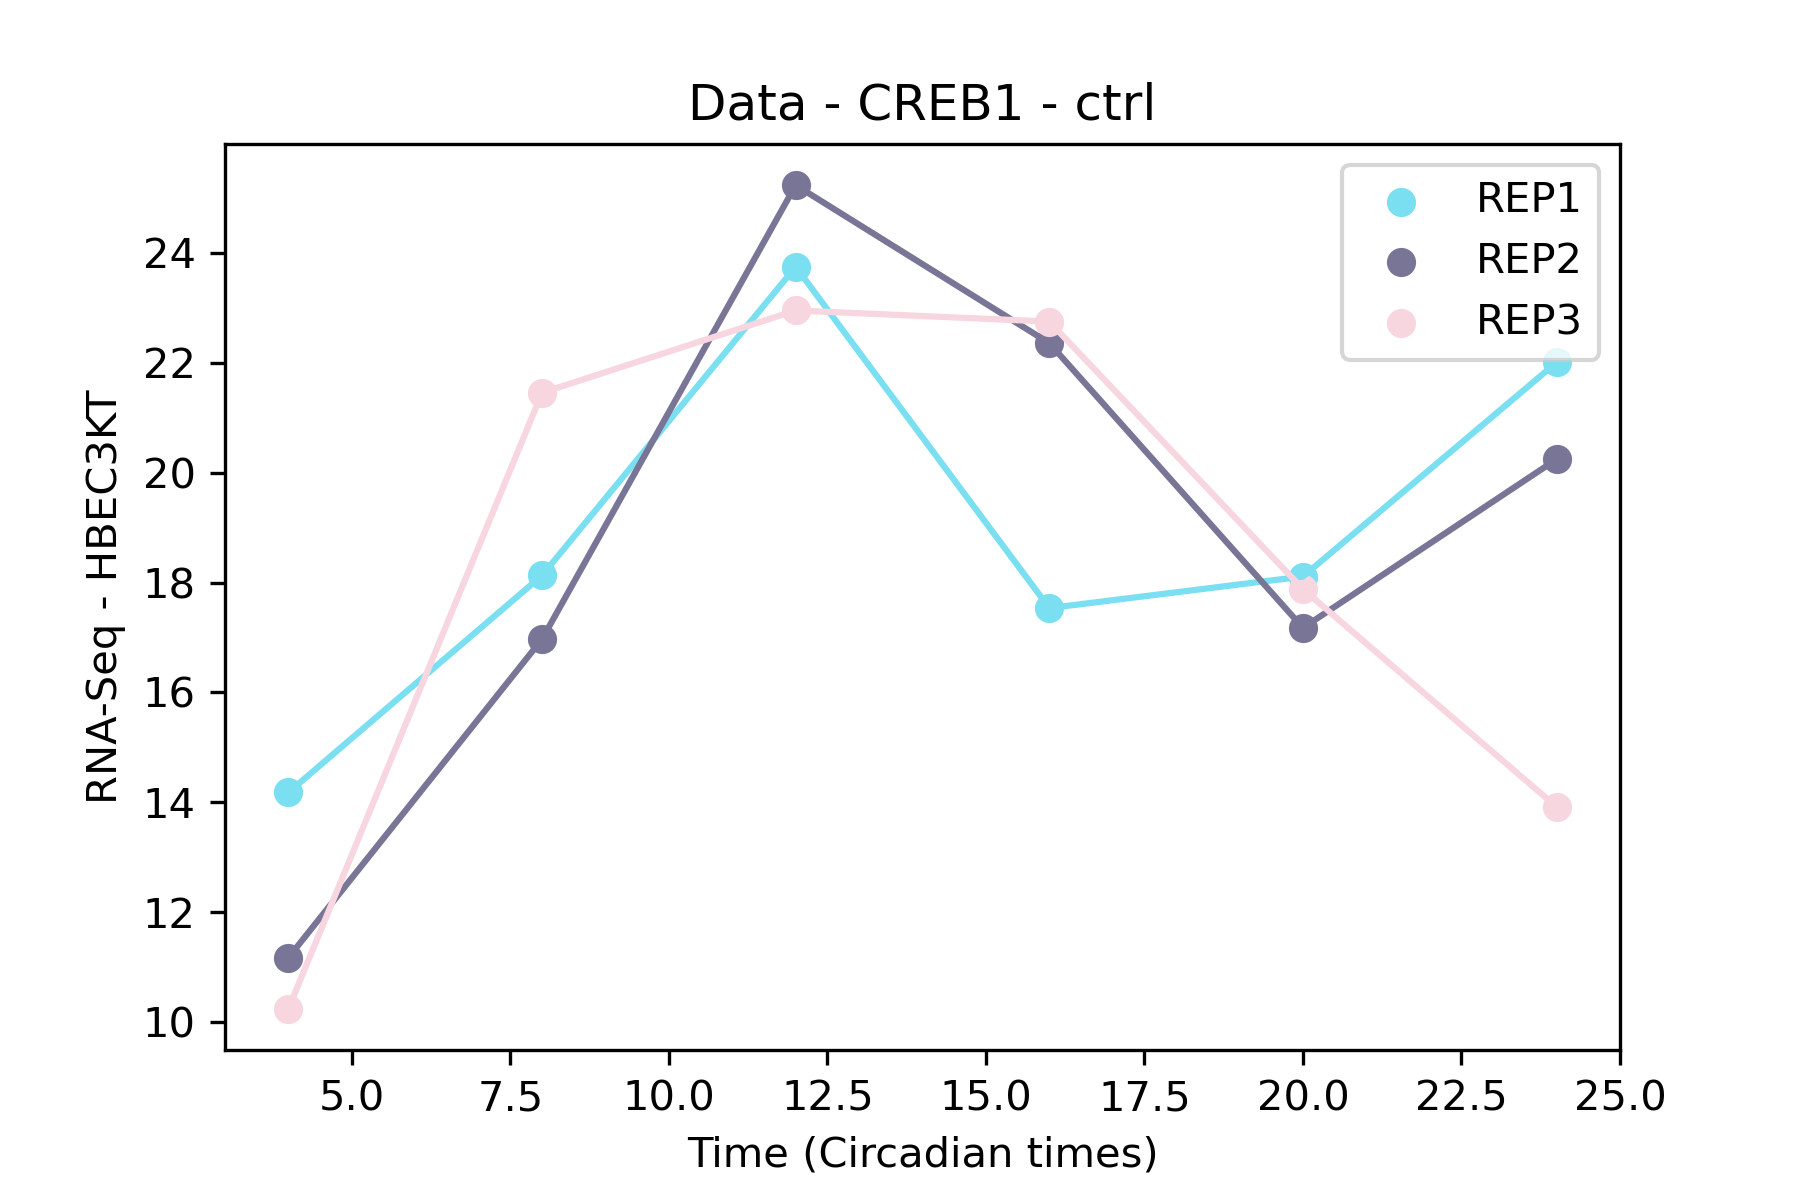 Data - CREB1 - ctrl
REP1
REP2
REP3
RNA-Seq - HBEC3KT
24
22
20
18
16
14
12
10
5.0 7.5 10.0 12.5 15.0 17.5 20.0 22.5 25.0
Time (Circadian times)